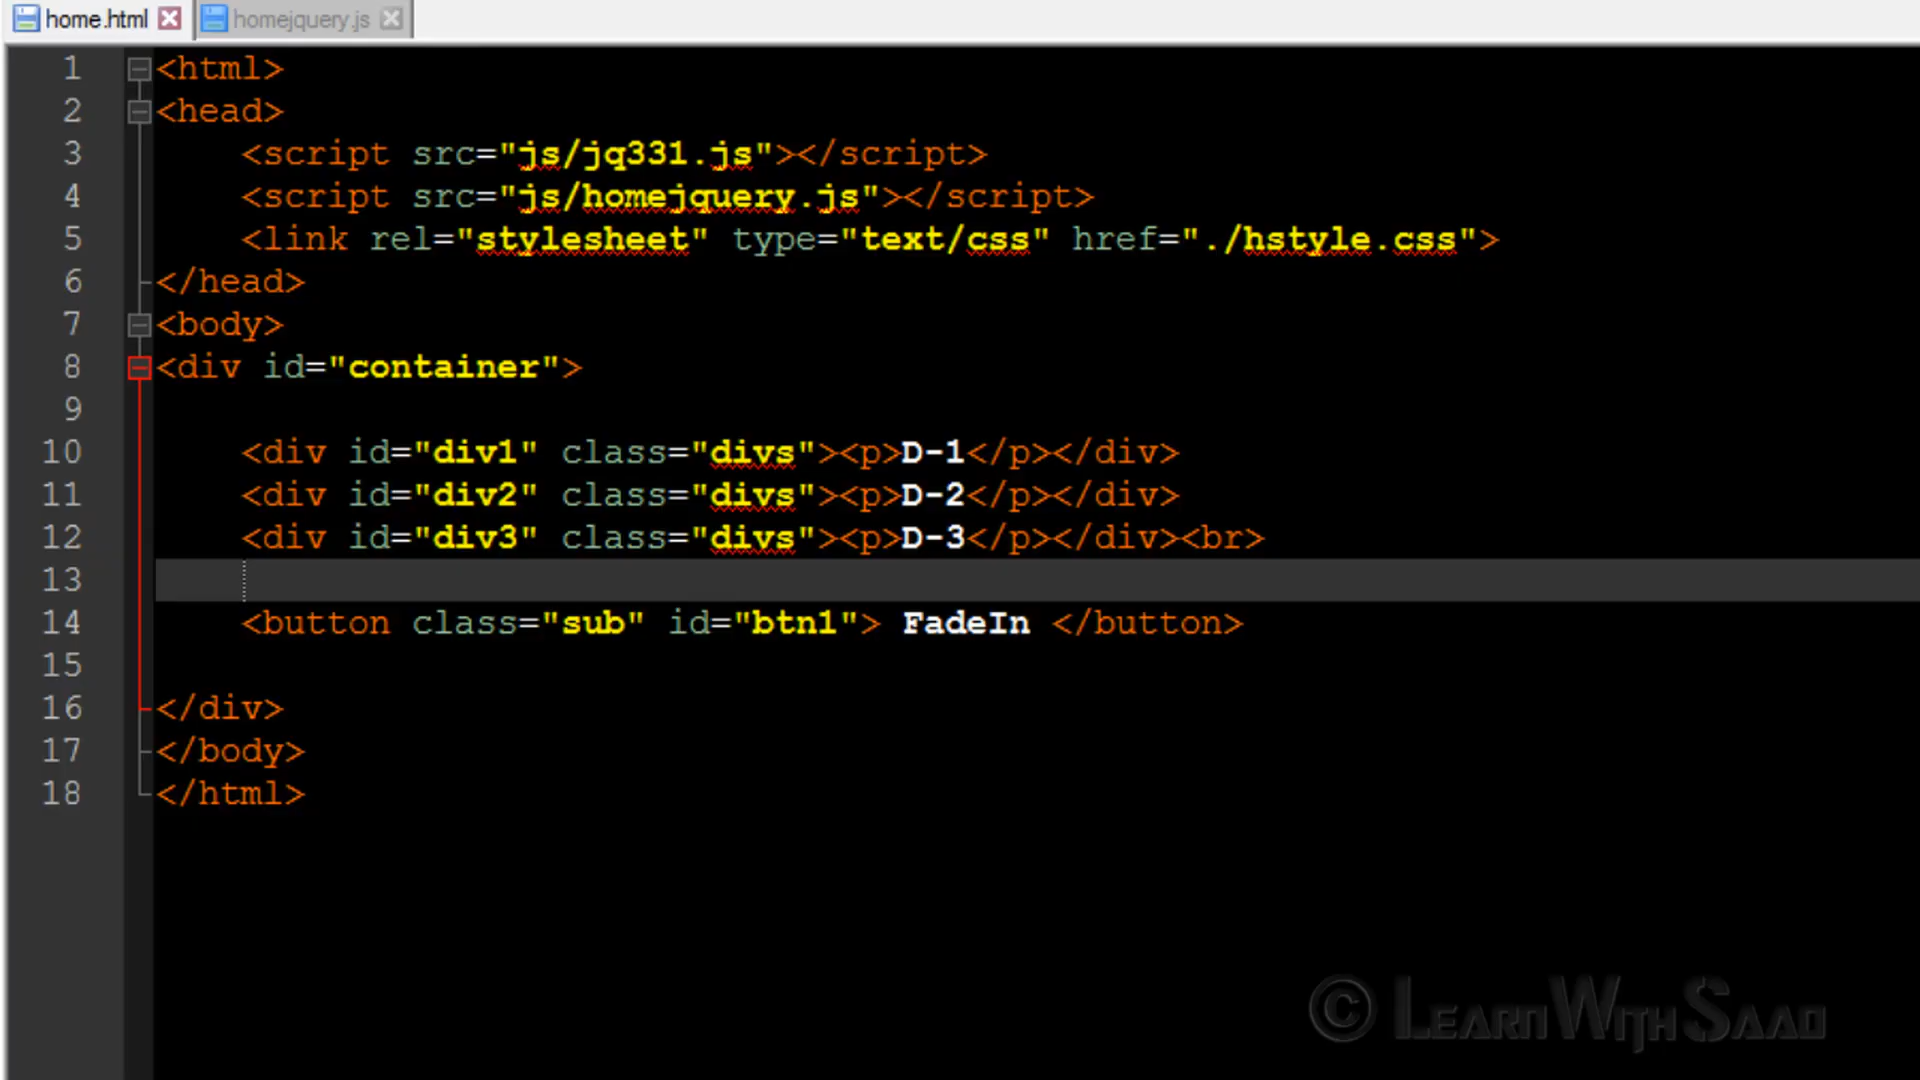 home.html homejquery.js
1 <html>
2 <head>
3 <script src="js/jq331.js"></script>
4 <script src="js/homejquery.js"></script>
5 <link rel="stylesheet" type="text/css" href="./hstyle.css">
6 </head>
7 <body>
8 <div id="container">
9
10 <div id="div1" class="divs"><p>D-1</p></div>
11 <div id="div2" class="divs"><p>D-2</p></div>
12 <div id="div3" class="divs"><p>D-3</p></div><br>
13
14 <button class="sub" id="btn1"> FadeIn </button>
15
16 </div>
17 </body>
18 </html>
© LearnWithSaad